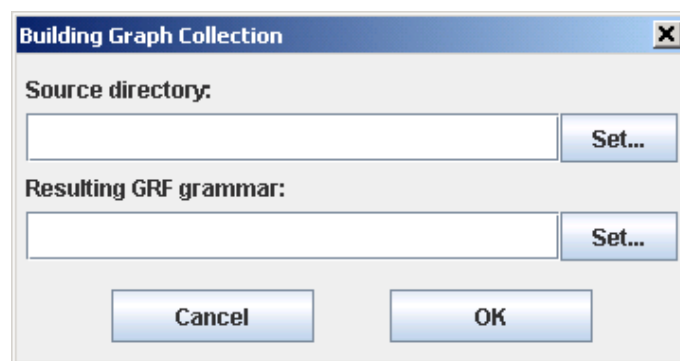 Building Graph Collection
Source directory:
Set...
Resulting GRF grammar:
Set...
Cancel OK